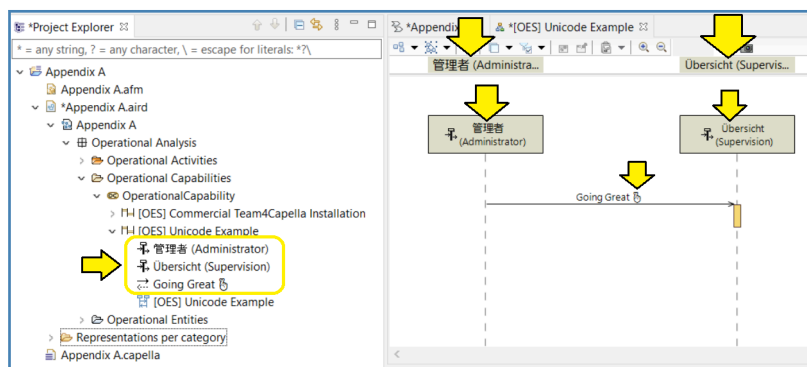 *Project Explorer
* = any string, ? = any character, \ = escape for literals: *?\
Appendix A
Appendix A.afm
*Appendix A.aird
Appendix A
Operational Analysis
Operational Activities
Operational Capabilities
OperationalCapability
[OES] Commercial Team4Capella Installation
[OES] Unicode Example
管理者 (Administrator)
Übersicht (Supervision)
Going Great 🖏
[OES] Unicode Example
Operational Entities
Representations per category
Appendix A.capella
*Appendix
*[OES] Unicode Example
管理者 (Administra...
Übersicht (Supervis...
管理者
(Administrator)
Übersicht
(Supervision)
Going Great 🖏